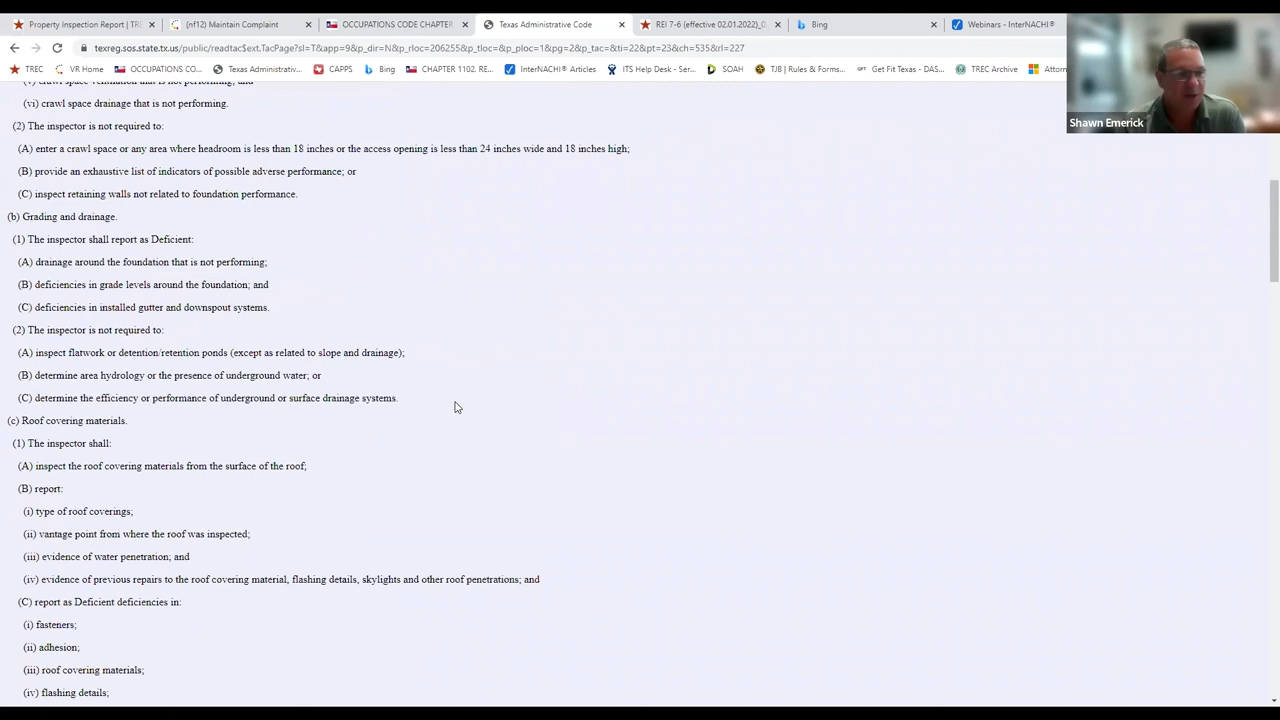 Property Inspection Report | TRE
(nf12) Maintain Complaint
OCCUPATIONS CODE CHAPTER
Texas Administrative Code
REI 7-6 (effective 02.01.2022)_0
Bing
Webinars - InterNACHI®
texreg.sos.state.tx.us/public/readtac$ext.TacPage?sl=T&app=9&p_dir=N&p_rloc=206255&p_tloc=&p_ploc=1&pg=2&p_tac=&ti=22&pt=23&ch=535&rl=227
TREC
VR Home
OCCUPATIONS CO...
Texas Administrativ...
CAPPS
Bing
CHAPTER 1102. RE...
InterNACHI® Articles
ITS Help Desk - Ser...
SOAH
TJB | Rules & Forms...
Get Fit Texas - DAS...
TREC Archive
Attorn
Shawn Emerick
(v) crawl space ventilation that is not performing; and
(vi) crawl space drainage that is not performing.
(2) The inspector is not required to:
(A) enter a crawl space or any area where headroom is less than 18 inches or the access opening is less than 24 inches wide and 18 inches high;
(B) provide an exhaustive list of indicators of possible adverse performance; or
(C) inspect retaining walls not related to foundation performance.
(b) Grading and drainage.
(1) The inspector shall report as Deficient:
(A) drainage around the foundation that is not performing;
(B) deficiencies in grade levels around the foundation; and
(C) deficiencies in installed gutter and downspout systems.
(2) The inspector is not required to:
(A) inspect flatwork or detention/retention ponds (except as related to slope and drainage);
(B) determine area hydrology or the presence of underground water; or
(C) determine the efficiency or performance of underground or surface drainage systems.
(c) Roof covering materials.
(1) The inspector shall:
(A) inspect the roof covering materials from the surface of the roof;
(B) report:
(i) type of roof coverings;
(ii) vantage point from where the roof was inspected;
(iii) evidence of water penetration; and
(iv) evidence of previous repairs to the roof covering material, flashing details, skylights and other roof penetrations; and
(C) report as Deficient deficiencies in:
(i) fasteners;
(ii) adhesion;
(iii) roof covering materials;
(iv) flashing details;